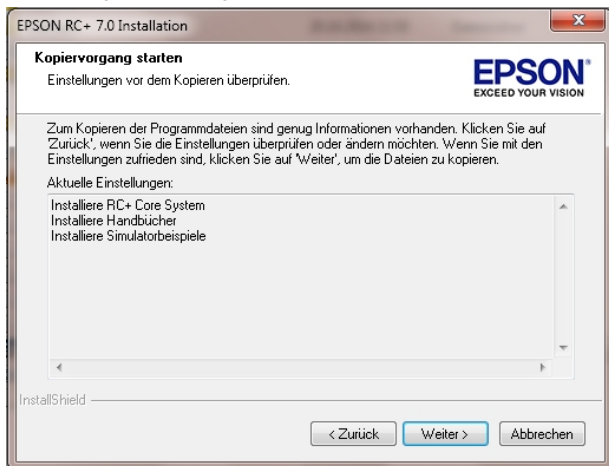 EPSON RC+ 7.0 Installation
Kopiervorgang starten
Einstellungen vor dem Kopieren überprüfen.
EPSON®
EXCEED YOUR VISION
Zum Kopieren der Programmdateien sind genug Informationen vorhanden. Klicken Sie auf
'Zurück', wenn Sie die Einstellungen überprüfen oder ändern möchten. Wenn Sie mit den
Einstellungen zufrieden sind, klicken Sie auf 'Weiter', um die Dateien zu kopieren.
Aktuelle Einstellungen:
Installiere RC+ Core System
Installiere Handbücher
Installiere Simulatorbeispiele
InstallShield
< Zurück Weiter > Abbrechen